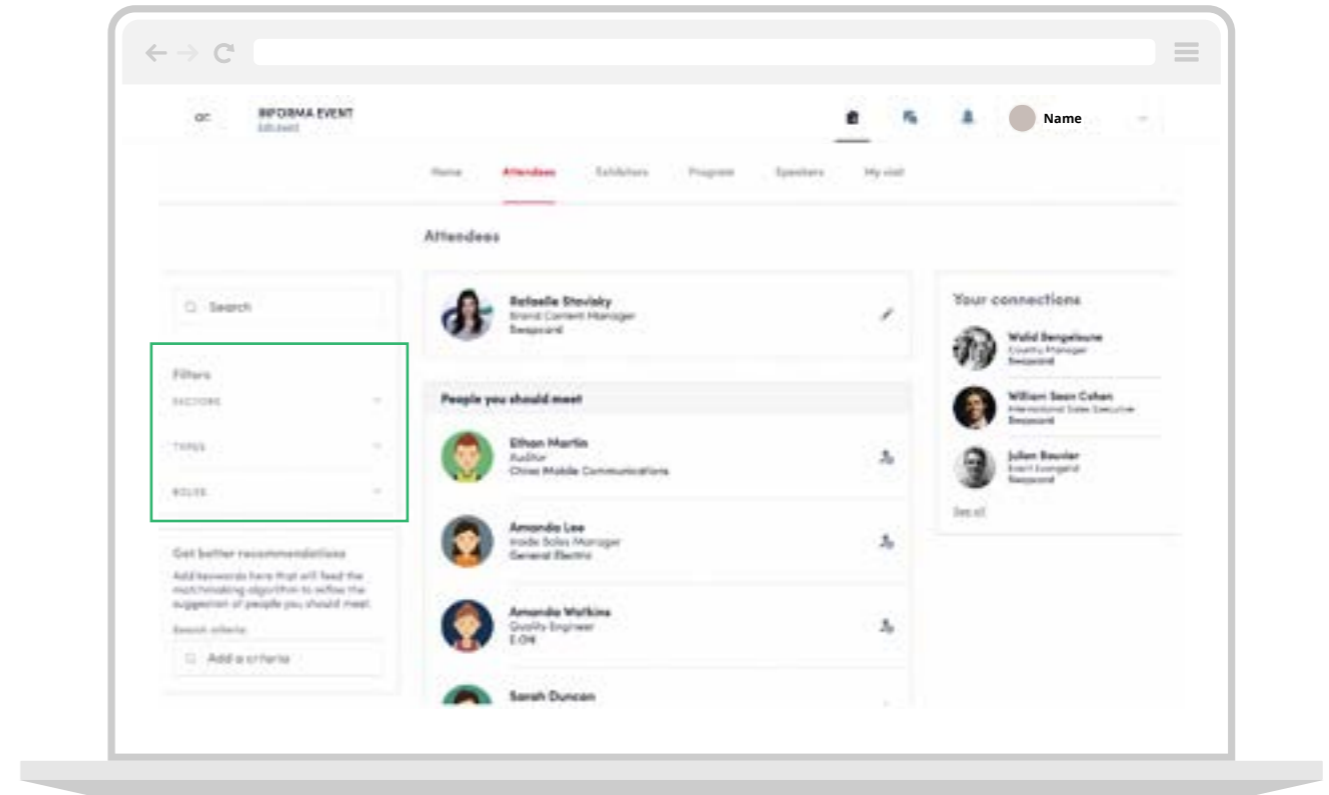 INFORMA EVENT
Edit event
Name
Home
Attendees
Exhibitors
Program
Speakers
My visit
Attendees
Search
Filters
SECTORS
TYPES
Get better recommendations
Add keywords here that will feed the
matchmaking algorithm to refine the
suggestion of people you should meet.
Search criteria
Add a criteria
Rafaelle Stavisky
Brand Content Manager
Swapcard
People you should meet
Ethan Martin
Auditor
China Mobile Communications
Amanda Lee
Inside Sales Manager
General Electric
Amanda Watkins
Quality Engineer
E.ON
Sarah Duncan
Your connections
Walid
Country Manager
Swapcard
William Sean Cohen
International Sales Executive
Swapcard
Julien Bouvier
Event Evangelist
Swapcard
See all